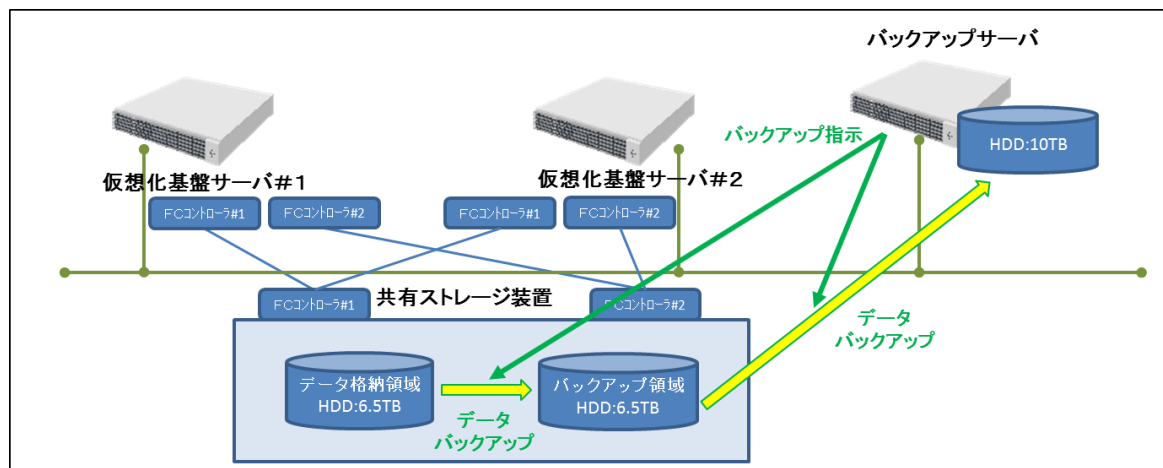 バックアップサーバ
HDD:10TB
バックアップ指示
仮想化基盤サーバ#1
仮想化基盤サーバ#2
FCコントローラ#1
FCコントローラ#2
FCコントローラ#1
FCコントローラ#2
FCコントローラ#1
共有ストレージ装置
FCコントローラ#2
データ
バックアップ
データ格納領域
HDD:6.5TB
バックアップ領域
HDD:6.5TB
データ
バックアップ